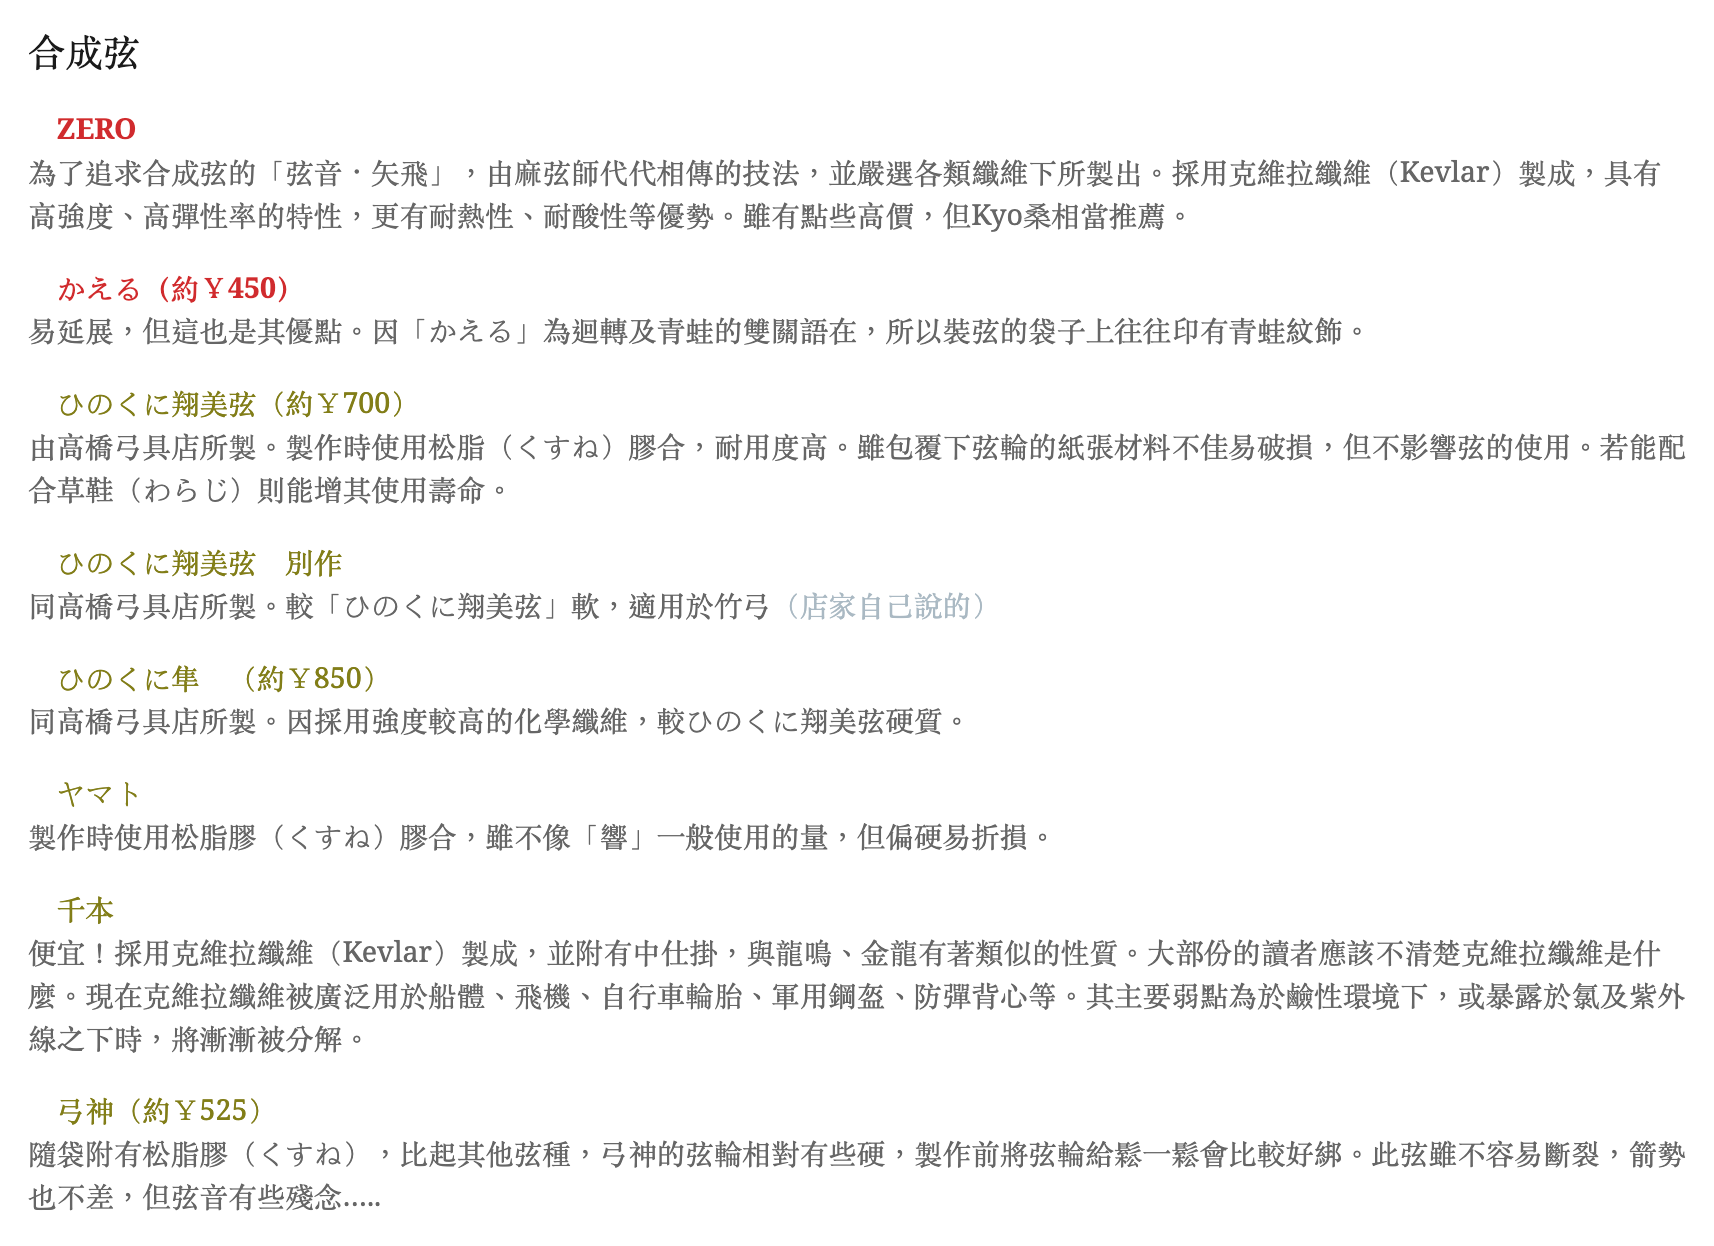 合成弦
ZERO
為了追求合成弦的「弦音・矢飛」，由麻弦師代代相傳的技法，並嚴選各類纖維下所製出。採用克維拉纖維（Kevlar）製成，具有
高強度、高彈性率的特性，更有耐熱性、耐酸性等優勢。雖有點些高價，但Kyo桑相當推薦。
かえる（約￥450）
易延展，但這也是其優點。因「かえる」為迴轉及青蛙的雙關語在，所以裝弦的袋子上往往印有青蛙紋飾。
ひのくに翔美弦（約￥700）
由高橋弓具店所製。製作時使用松脂（くすね）膠合，耐用度高。雖包覆下弦輪的紙張材料不佳易破損，但不影響弦的使用。若能配
合草鞋（わらじ）則能增其使用壽命。
ひのくに翔美弦　別作
同高橋弓具店所製。較「ひのくに翔美弦」軟，適用於竹弓（店家自己說的）
ひのくに隼　（約￥850）
同高橋弓具店所製。因採用強度較高的化學纖維，較ひのくに翔美弦硬質。
ヤマト
製作時使用松脂膠（くすね）膠合，雖不像「響」一般使用的量，但偏硬易折損。
千本
便宜！採用克維拉纖維（Kevlar）製成，並附有中仕掛，與龍鳴、金龍有著類似的性質。大部份的讀者應該不清楚克維拉纖維是什
麼。現在克維拉纖維被廣泛用於船體、飛機、自行車輪胎、軍用鋼盔、防彈背心等。其主要弱點為於鹼性環境下，或暴露於氯及紫外
線之下時，將漸漸被分解。
弓神（約￥525）
隨袋附有松脂膠（くすね），比起其他弦種，弓神的弦輪相對有些硬，製作前將弦輪給鬆一鬆會比較好綁。此弦雖不容易斷裂，箭勢
也不差，但弦音有些殘念.....